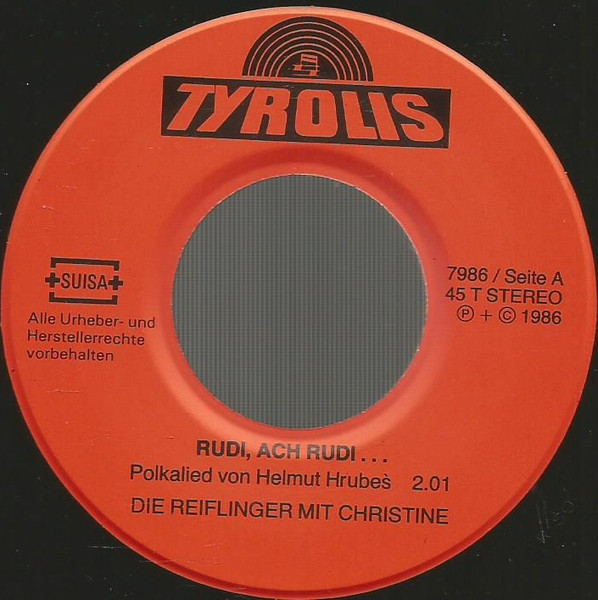 TYROLIS
SUISA
Alle Urheber- und
Herstellerrechte
vorbehalten
7986 / Seite A
45 T STEREO
Ⓟ + © 1986
RUDI, ACH RUDI . . .
Polkalied von Helmut Hrubeṡ 2.01
DiE REIFLINGER MIT CHRISTINE